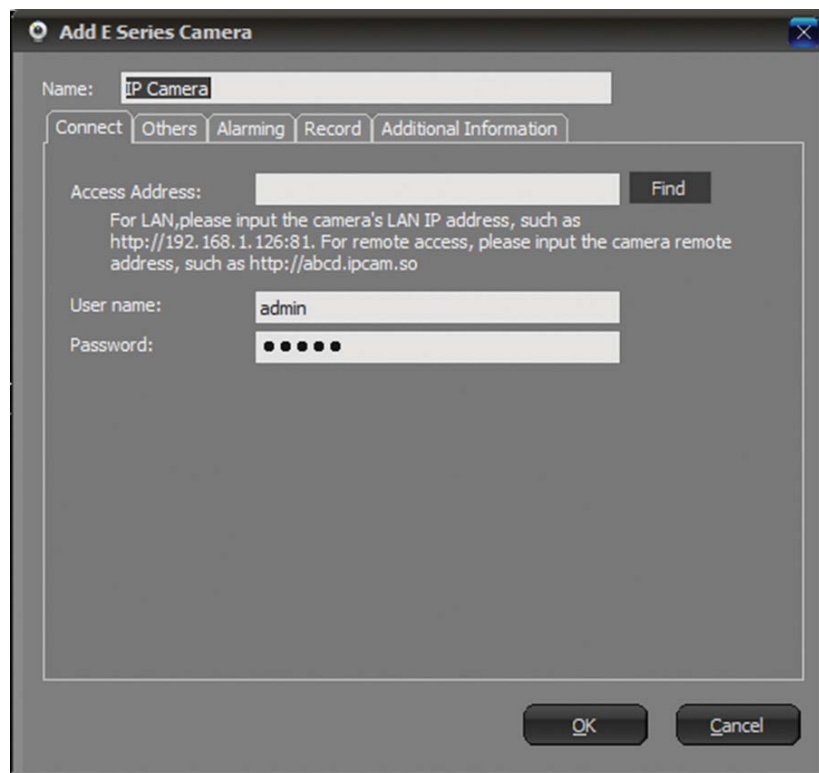 Add E Series Camera
Name: IP Camera
Connect Others Alarming Record Additional Information
Access Address: Find
For LAN,please input the camera's LAN IP address, such as
http://192.168.1.126:81. For remote access, please input the camera remote
address, such as http://abcd.ipcam.so
User name: admin
Password: ●●●●●
OK Cancel